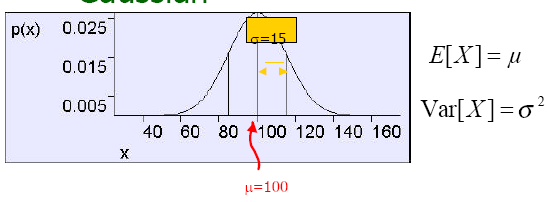 Gaussian
p(x)
0.025
0.015
0.005
σ=15
40 60 80 100 120 140 160
x
μ=100
E[X] = μ
Var[X] = σ²